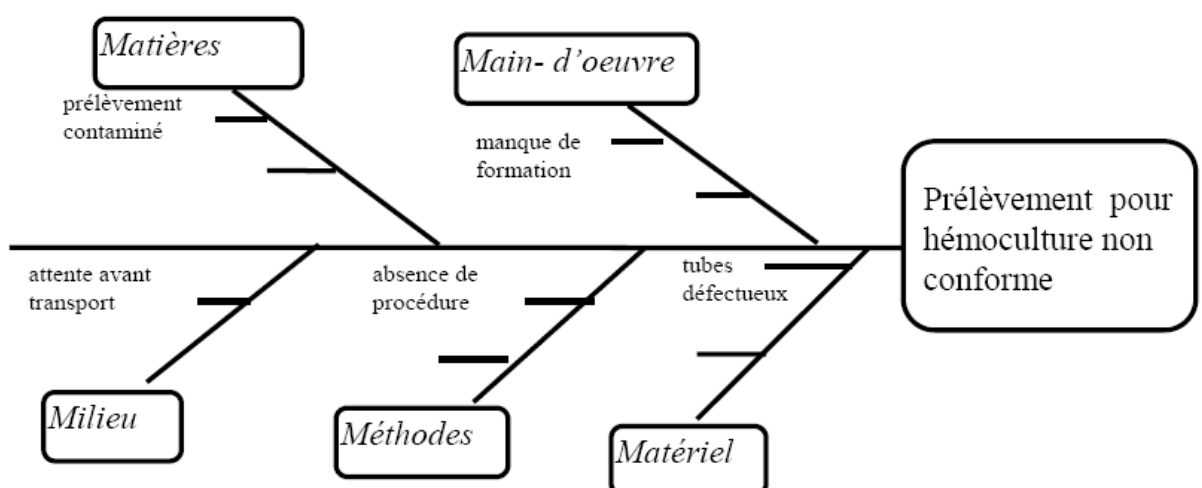 Matières
Main- d’oeuvre
prélèvement
contaminé
manque de
formation
Prélèvement pour
hémoculture non
conforme
attente avant
transport
absence de
procédure
tubes
défectueux
Milieu
Méthodes
Matériel